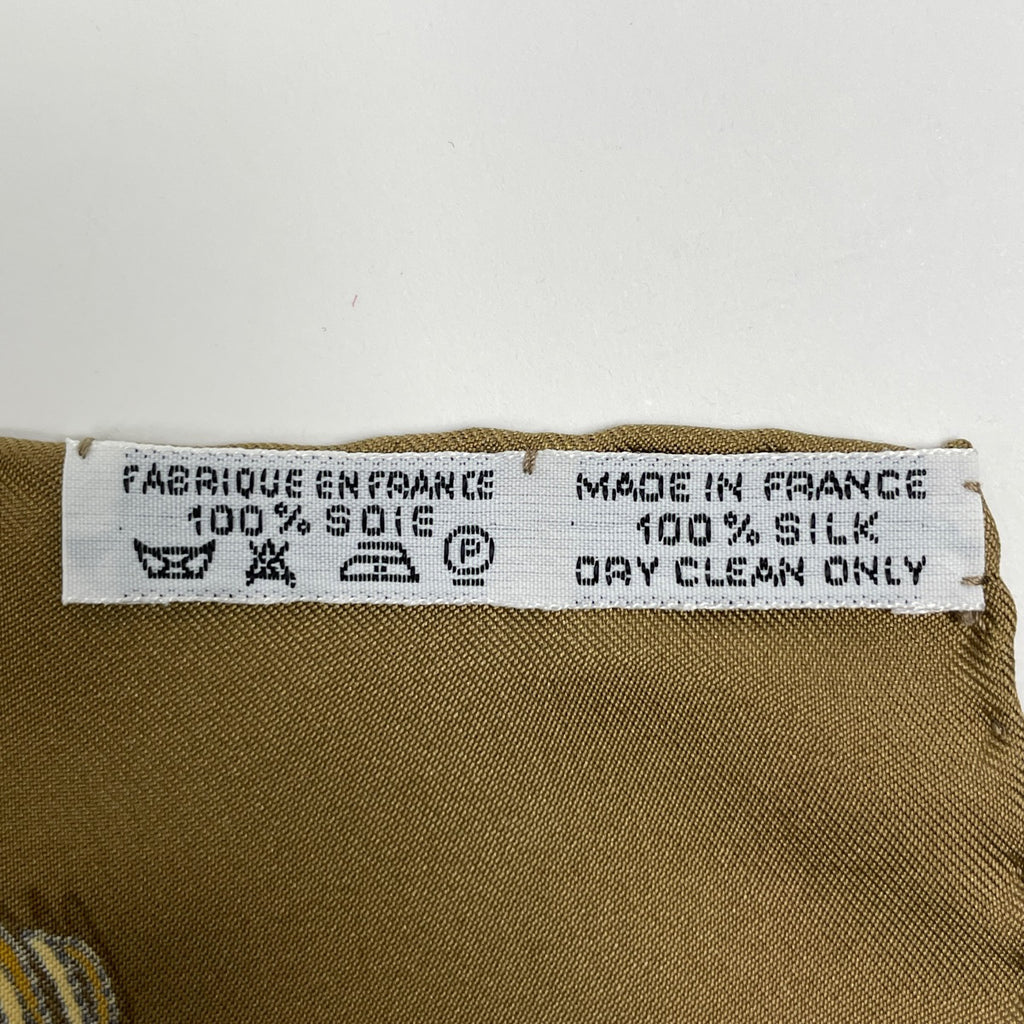 FABRIQUE EN FRANCE
100% SOIE
P
MADE IN FRANCE
100% SILK
DRY CLEAN ONLY